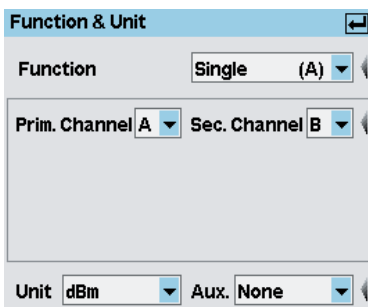 Function & Unit
Function Single (A)
Prim. Channel A Sec. Channel B
Unit dBm Aux. None